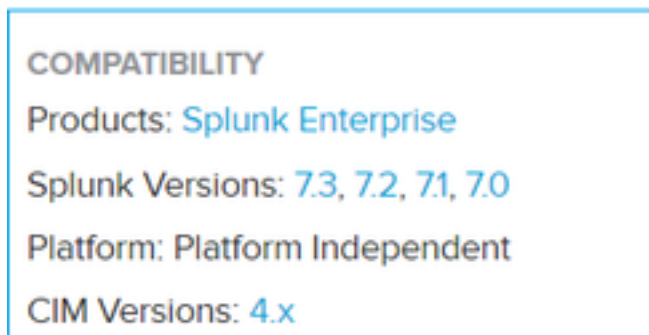 COMPATIBILITY
Products: Splunk Enterprise
Splunk Versions: 7.3, 7.2, 7.1, 7.0
Platform: Platform Independent
CIM Versions: 4.x